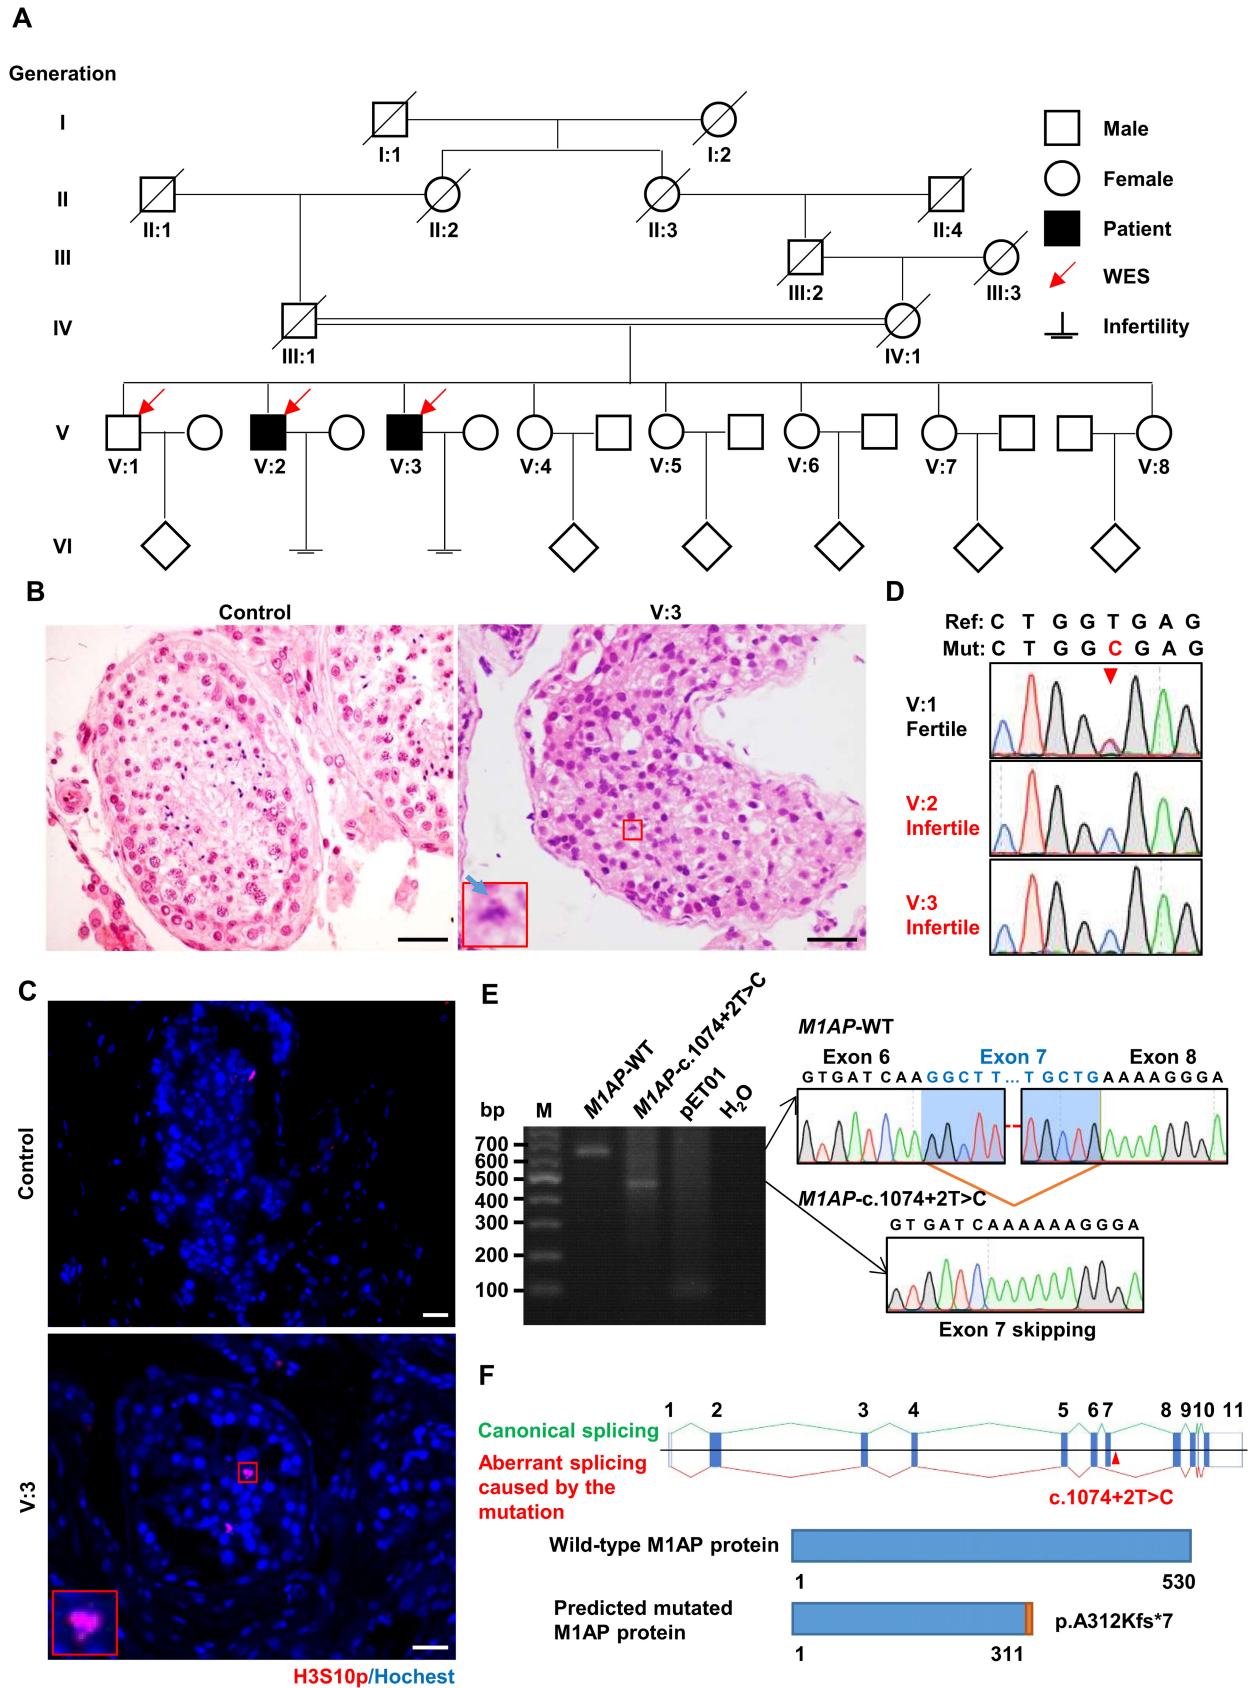 A
Generation
I
I:1
I:2
Male
II
II:1
II:2
II:3
II:4
Female
Patient
III
III:2
III:3
WES
IV
III:1
IV:1
Infertility
V
V:1
V:2
V:3
V:4
V:5
V:6
V:7
V:8
VI
B
Control
V:3
D
Ref: C T G G T G A G
Mut: C T G G C G A G
V:1
Fertile
V:2
Infertile
V:3
Infertile
C
Control
V:3
H3S10p/Hochest
E
bp
M
M1AP-WT
M1AP-c.1074+2T>C
pET01
H2O
700
600
500
400
300
200
100
M1AP-WT
Exon 6
Exon 7
Exon 8
G T G A T C A A G G C T T ... T G C T G A A A A G G G A
M1AP-c.1074+2T>C
G T G A T C A A A A A A G G G A
Exon 7 skipping
F
1 2 3 4 5 6 7 8 9 10 11
Canonical splicing
Aberrant splicing
caused by the
mutation
c.1074+2T>C
Wild-type M1AP protein
1
530
Predicted mutated
M1AP protein
p.A312Kfs*7
1
311